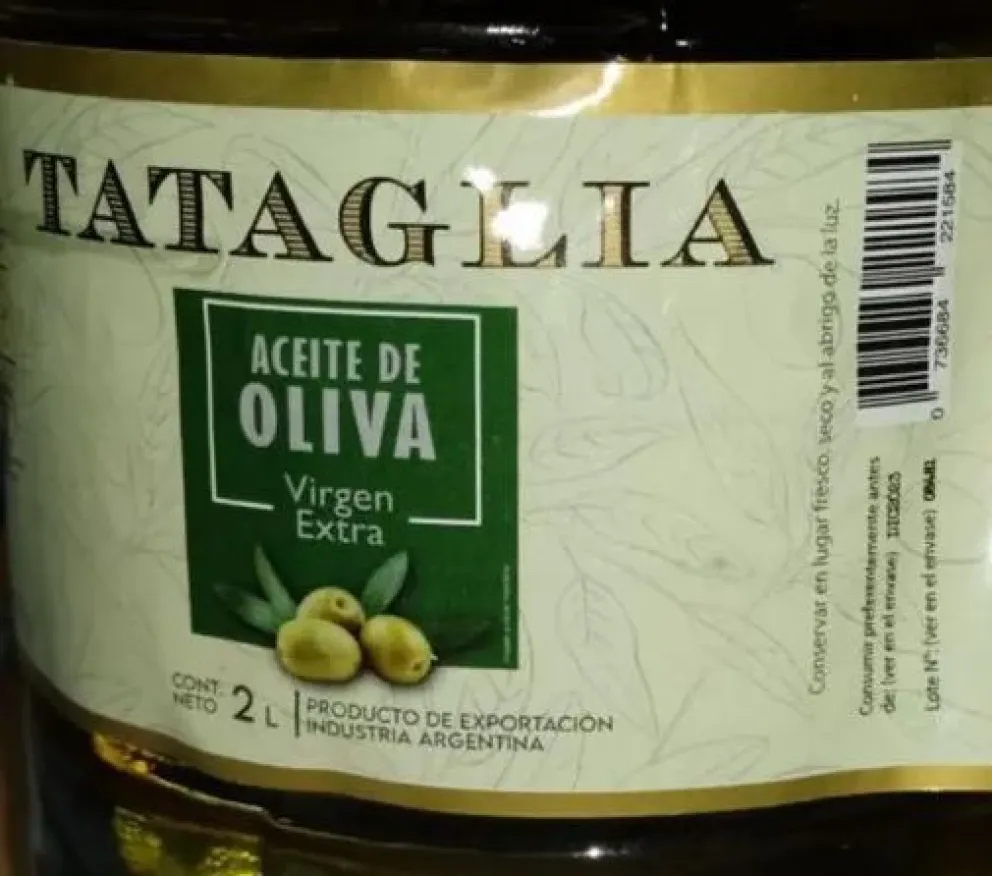 TATAGLIA
ACEITE DE
OLIVA
Virgen
Extra
CONT.
NETO 2 L
PRODUCTO DE EXPORTACIÓN
INDUSTRIA ARGENTINA
Conservar en lugar fresco, seco y al abrigo de la luz.
0 736684 221684
Consumir preferentemente antes
de: (ver en el envase)
Lote N°: (ver en el envase)